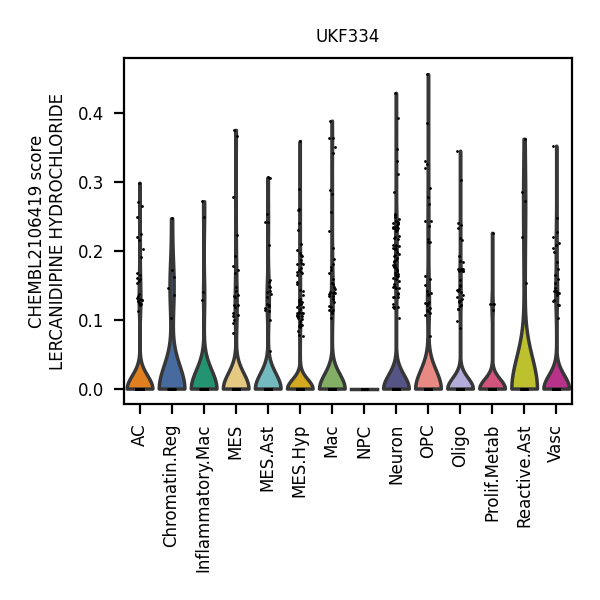 UKF334
CHEMBL2106419 score
LERCANIDIPINE HYDROCHLORIDE
0.4
0.3
0.2
0.1
0.0
AC
Chromatin.Reg
Inflammatory.Mac
MES
MES.Ast
MES.Hyp
Mac
NPC
Neuron
OPC
Oligo
Prolif.Metab
Reactive.Ast
Vasc